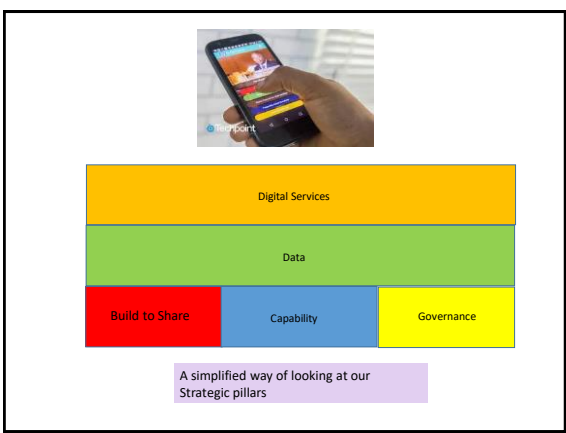 Techpoint
Digital Services
Data
Build to Share
Capability
Governance
A simplified way of looking at our
Strategic pillars